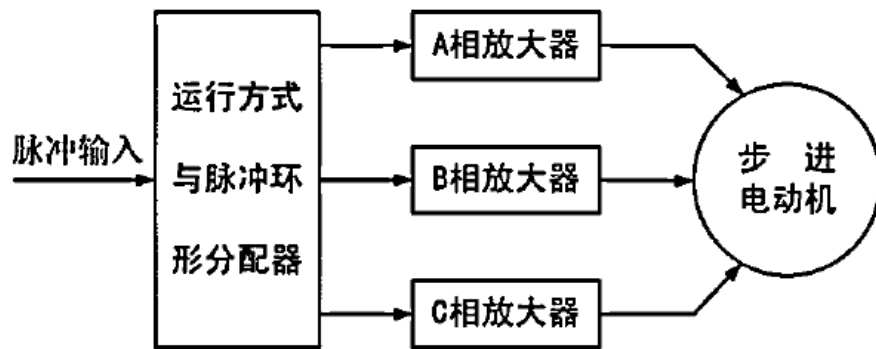 脉冲输入
运行方式
与脉冲环
形分配器
A相放大器
B相放大器
C相放大器
步 进
电动机